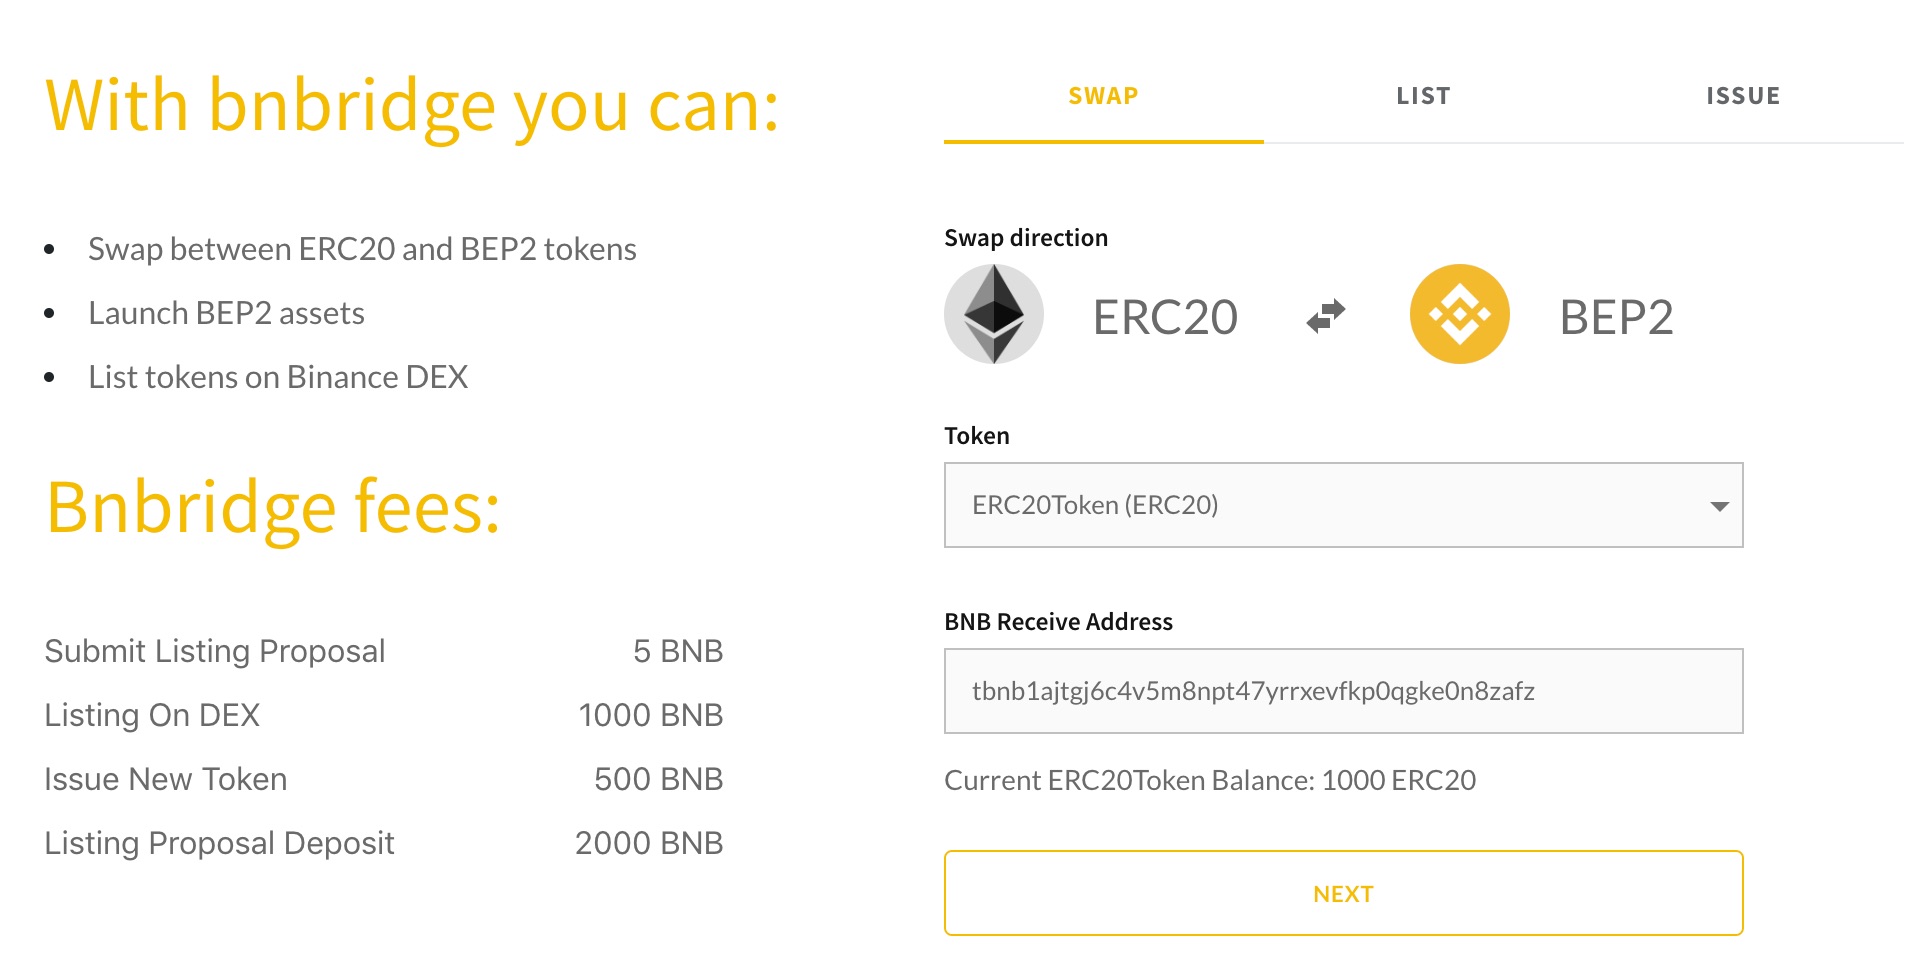 With bnbridge you can:
Swap between ERC20 and BEP2 tokens
Launch BEP2 assets
List tokens on Binance DEX
Bnbridge fees:
Submit Listing Proposal 5 BNB
Listing On DEX 1000 BNB
Issue New Token 500 BNB
Listing Proposal Deposit 2000 BNB
SWAP LIST ISSUE
Swap direction
ERC20 BEP2
Token
ERC20Token (ERC20)
BNB Receive Address
tbnb1ajtgj6c4v5m8npt47yrrxevfkp0qgke0n8zafz
Current ERC20Token Balance: 1000 ERC20
NEXT